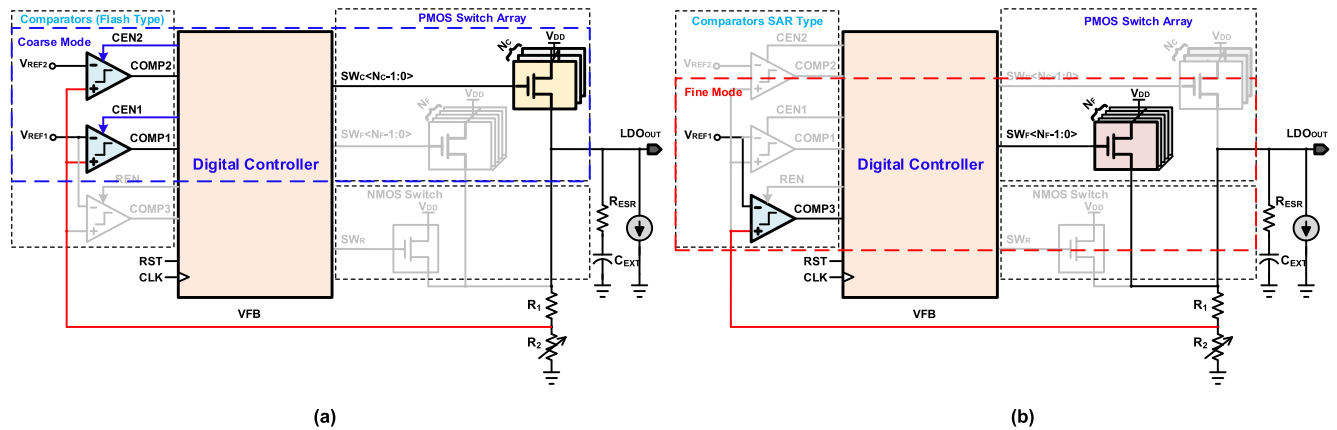 Comparators (Flash Type)
PMOS Switch Array
Coarse Mode
CEN2
VREF2
COMP2
CEN1
VREF1
COMP1
REN
COMP3
RST
CLK
Digital Controller
SWC<NC-1:0>
NC
VDD
SWF<NF-1:0>
NF
VDD
NMOS Switch
VDD
SWR
LDOOUT
RESR
CEXT
R1
VFB
R2
(a)
Comparators SAR Type
PMOS Switch Array
CEN2
VREF2
COMP2
Fine Mode
CEN1
VREF1
COMP1
REN
COMP3
RST
CLK
Digital Controller
SWC<NC-1:0>
NC
VDD
SWF<NF-1:0>
NF
VDD
NMOS Switch
VDD
SWR
LDOOUT
RESR
CEXT
R1
VFB
R2
(b)